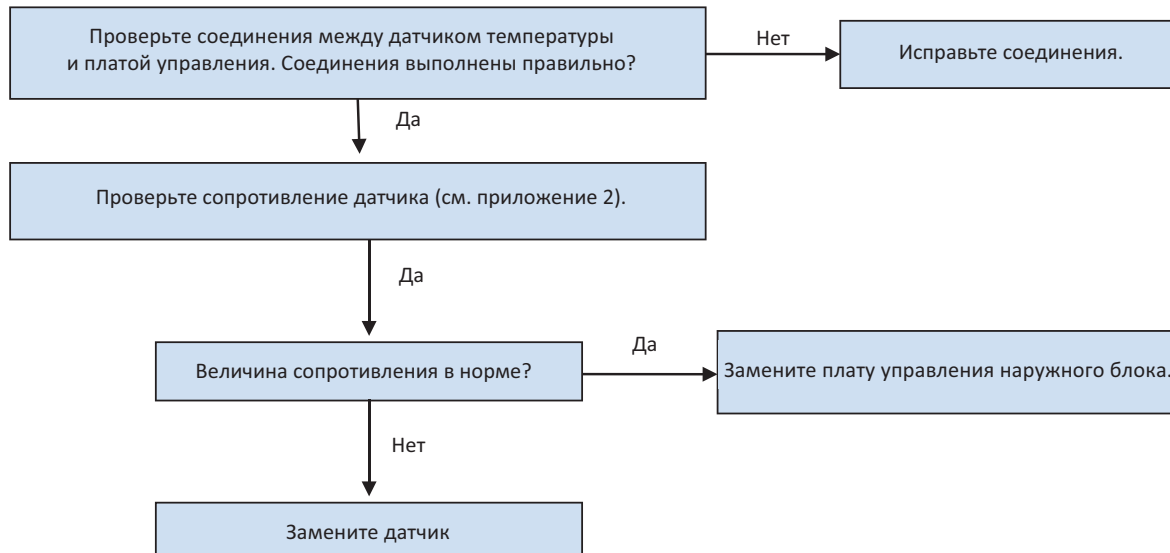 Проверьте соединения между датчиком температуры
и платой управления. Соединения выполнены правильно?
Нет
Исправьте соединения.
Да
Проверьте сопротивление датчика (см. приложение 2).
Да
Величина сопротивления в норме?
Да
Замените плату управления наружного блока.
Нет
Замените датчик